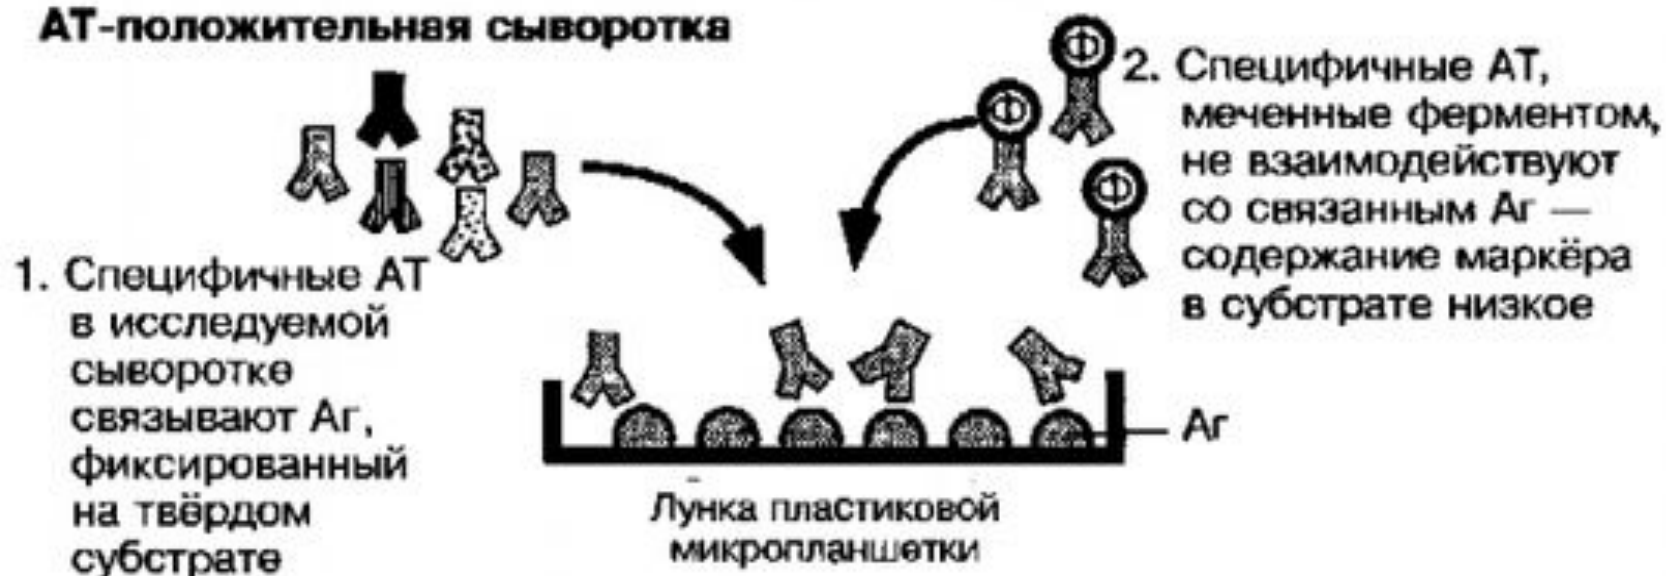 АТ-положительная сыворотка
1. Специфичные АТ
в исследуемой
сыворотке
связывают Аг,
фиксированный
на твёрдом
субстрате
Ф
Ф
Ф
2. Специфичные АТ,
меченные ферментом,
не взаимодействуют
со связанным Аг —
содержание маркёра
в субстрате низкое
Аг
Лунка пластиковой
микропланшетки